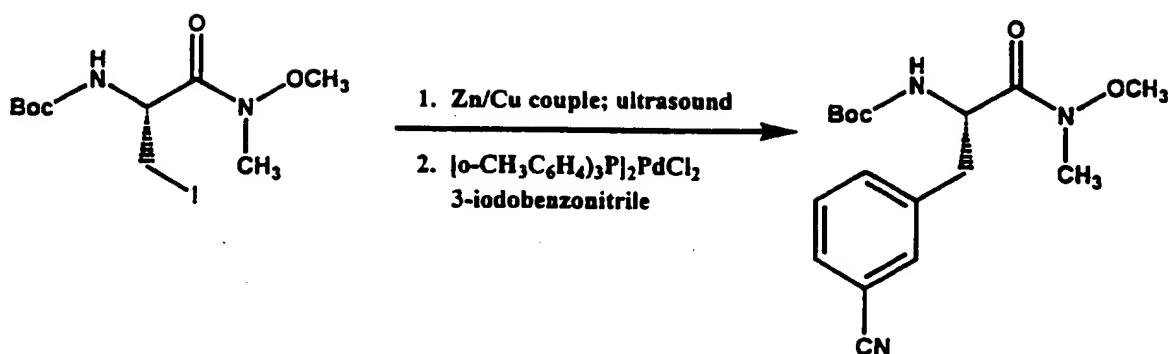 O
H
N
OCH3
Boc
N
CH3
I
1. Zn/Cu couple; ultrasound
2. [o-CH3C6H4)3P]2PdCl2
3-iodobenzonitrile
O
H
N
OCH3
Boc
N
CH3
CN